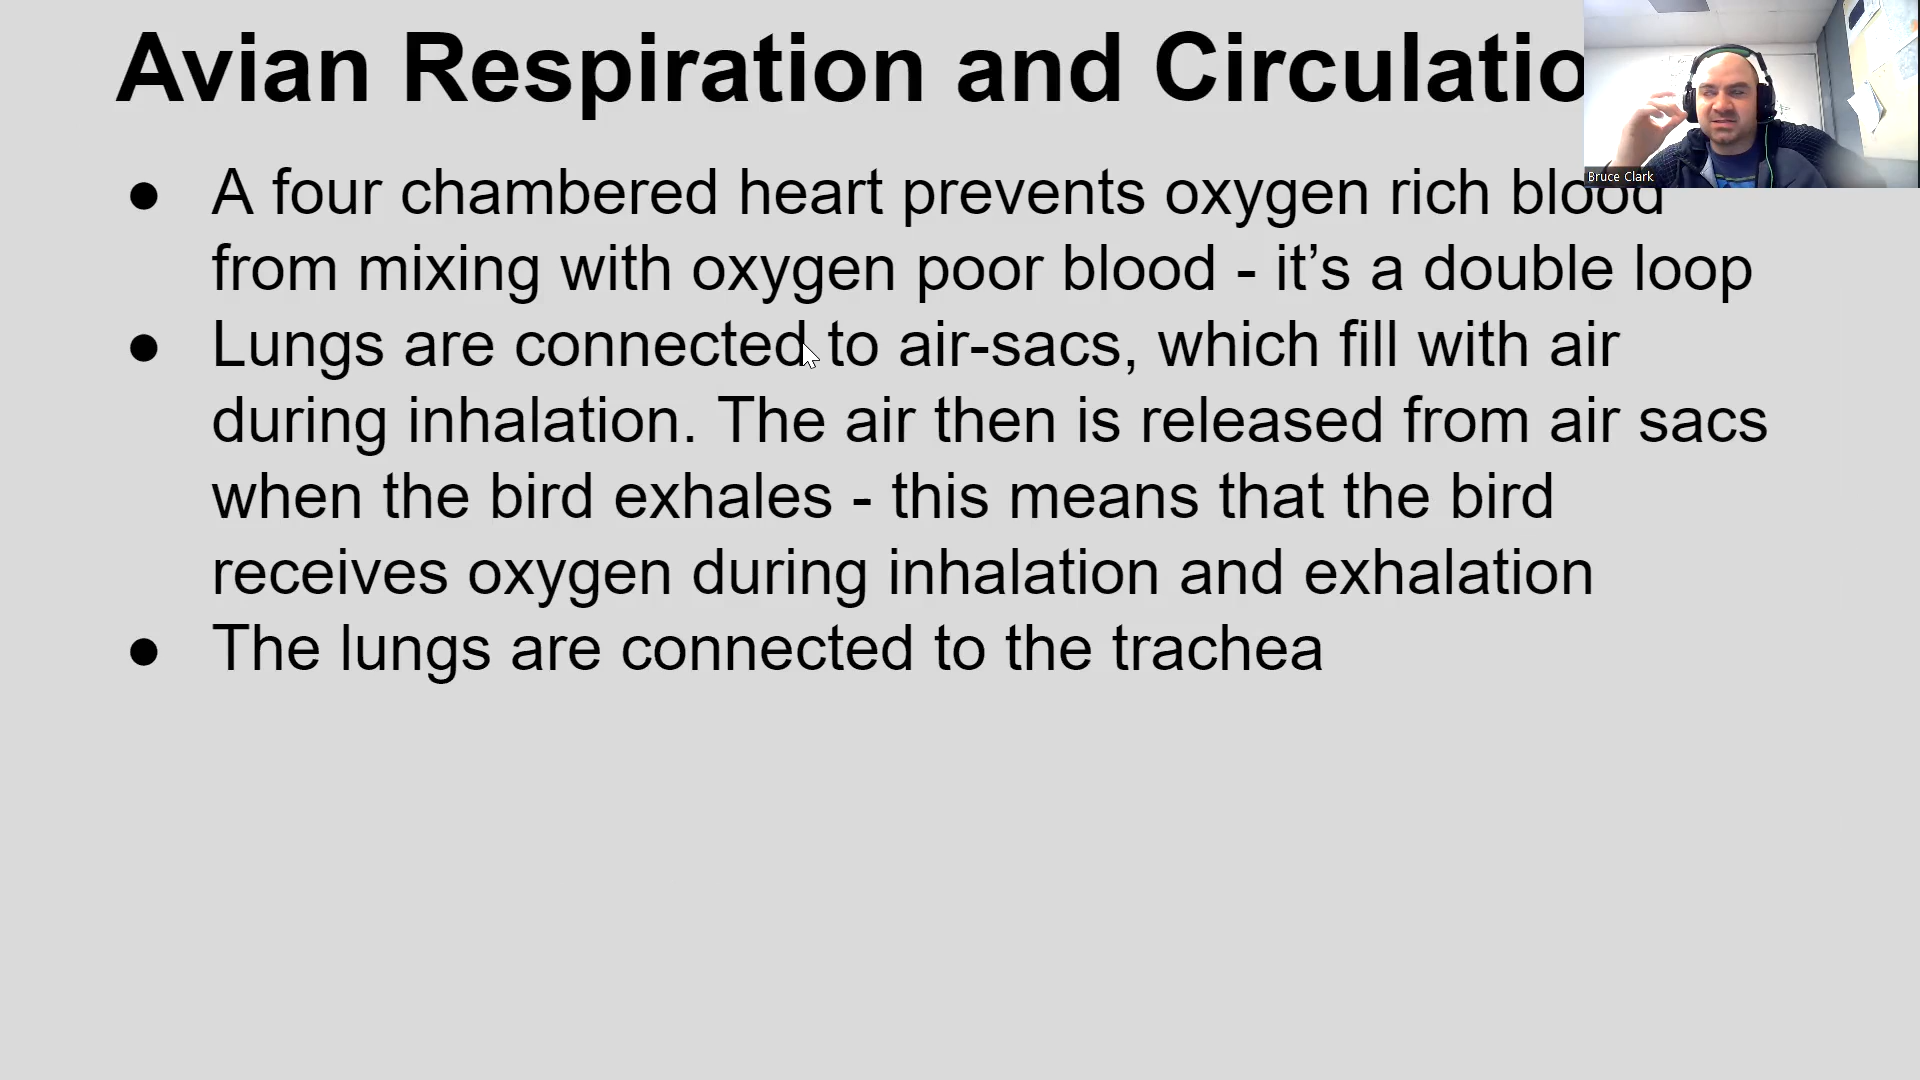 Avian Respiration and Circulatio
● A four chambered heart prevents oxygen rich blood
from mixing with oxygen poor blood - it’s a double loop
● Lungs are connected to air-sacs, which fill with air
during inhalation. The air then is released from air sacs
when the bird exhales - this means that the bird
receives oxygen during inhalation and exhalation
● The lungs are connected to the trachea
Bruce Clark